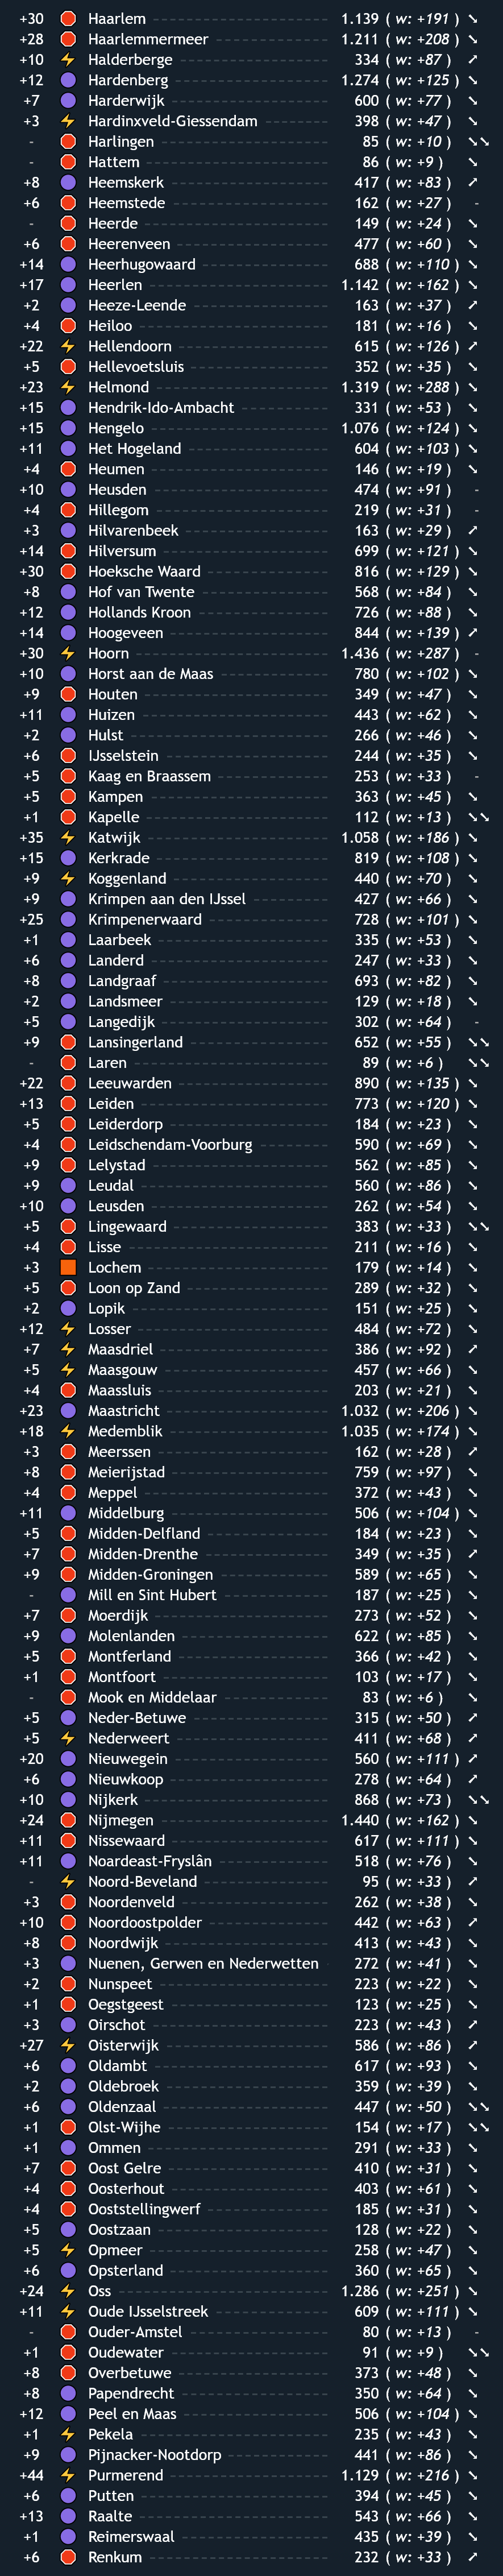 +30 Haarlem 1.139 ( w: +191) ↘
+28 Haarlemmermeer 1.211 ( w: +208) ↘
+10 Halderberge 334 ( w: +87 ) ↗
+12 Hardenberg 1.274 ( w: +125) ↘
+7 Harderwijk 600 ( w: +77 ) ↘
+3 Hardinxveld-Giessendam 398 ( w: +47 ) ↘
- Harlingen 85 ( w: +10 ) ↘↘
- Hattem 86 ( w: +9 ) ↘
+8 Heemskerk 417 ( w: +83 ) ↗
+6 Heemstede 162 ( w: +27 ) -
- Heerde 149 ( w: +24 ) ↘
+6 Heerenveen 477 ( w: +60 ) ↘
+14 Heerhugowaard 688 ( w: +110 ) ↘
+17 Heerlen 1.142 ( w: +162 ) ↘
+2 Heeze-Leende 163 ( w: +37 ) ↗
+4 Heiloo 181 ( w: +16 ) ↘
+22 Hellendoorn 615 ( w: +126 ) ↗
+5 Hellevoetsluis 352 ( w: +35 ) ↘
+23 Helmond 1.319 ( w: +288 ) ↘
+15 Hendrik-Ido-Ambacht 331 ( w: +53 ) ↘
+15 Hengelo 1.076 ( w: +124 ) ↘
+11 Het Hogeland 604 ( w: +103 ) ↘
+4 Heumen 146 ( w: +19 ) ↘
+10 Heusden 474 ( w: +91 ) -
+4 Hillegom 219 ( w: +31 ) -
+3 Hilvarenbeek 163 ( w: +29 ) ↗
+14 Hilversum 699 ( w: +121 ) ↘
+30 Hoeksche Waard 816 ( w: +129 ) ↘
+8 Hof van Twente 568 ( w: +84 ) ↘
+12 Hollands Kroon 726 ( w: +88 ) ↘
+14 Hoogeveen 844 ( w: +139 ) ↗
+30 Hoorn 1.436 ( w: +287 ) -
+10 Horst aan de Maas 780 ( w: +102 ) ↘
+9 Houten 349 ( w: +47 ) ↘
+11 Huizen 443 ( w: +62 ) ↘
+2 Hulst 266 ( w: +46 ) ↘
+6 IJsselstein 244 ( w: +35 ) ↘
+5 Kaag en Braassem 253 ( w: +33 ) -
+5 Kampen 363 ( w: +45 ) ↘
+1 Kapelle 112 ( w: +13 ) ↘↘
+35 Katwijk 1.058 ( w: +186 ) ↘
+15 Kerkrade 819 ( w: +108 ) ↘
+9 Koggenland 440 ( w: +70 ) ↘
+9 Krimpen aan den IJssel 427 ( w: +66 ) ↘
+25 Krimpenerwaard 728 ( w: +101 ) ↘
+1 Laarbeek 335 ( w: +53 ) ↘
+6 Landerd 247 ( w: +33 ) ↘
+8 Landgraaf 693 ( w: +82 ) ↘
+2 Landsmeer 129 ( w: +18 ) ↘
+5 Langedijk 302 ( w: +64 ) -
+9 Lansingerland 652 ( w: +55 ) ↘↘
- Laren 89 ( w: +6 ) ↘↘
+22 Leeuwarden 890 ( w: +135 ) ↘
+13 Leiden 773 ( w: +120 ) ↘
+5 Leiderdorp 184 ( w: +23 ) ↘
+4 Leidschendam-Voorburg 590 ( w: +69 ) ↘
+9 Lelystad 562 ( w: +85 ) ↘
+9 Leudal 560 ( w: +86 ) ↘
+10 Leusden 262 ( w: +54 ) ↘
+5 Lingewaard 383 ( w: +33 ) ↘↘
+4 Lisse 211 ( w: +16 ) ↘
+3 Lochem 179 ( w: +14 ) ↘
+5 Loon op Zand 289 ( w: +32 ) ↘
+2 Lopik 151 ( w: +25 ) ↘
+12 Losser 484 ( w: +72 ) ↘
+7 Maasdriel 386 ( w: +92 ) ↗
+5 Maasgouw 457 ( w: +66 ) ↘
+4 Maassluis 203 ( w: +21 ) ↘
+23 Maastricht 1.032 ( w: +206 ) ↘
+18 Medemblik 1.035 ( w: +174 ) ↘
+3 Meerssen 162 ( w: +28 ) ↗
+8 Meierijstad 759 ( w: +97 ) ↘
+4 Meppel 372 ( w: +43 ) ↘
+11 Middelburg 506 ( w: +104 ) ↘
+5 Midden-Delfland 184 ( w: +23 ) ↘
+7 Midden-Drenthe 349 ( w: +35 ) ↗
+9 Midden-Groningen 589 ( w: +65 ) ↘
- Mill en Sint Hubert 187 ( w: +25 ) ↘
+7 Moerdijk 273 ( w: +52 ) ↘
+9 Molenlanden 622 ( w: +85 ) ↘
+5 Montferland 366 ( w: +42 ) ↘
+1 Montfoort 103 ( w: +17 ) ↘
- Mook en Middelaar 83 ( w: +6 ) ↘
+5 Neder-Betuwe 315 ( w: +50 ) ↗
+5 Nederweert 411 ( w: +68 ) ↗
+20 Nieuwegein 560 ( w: +111 ) ↗
+6 Nieuwkoop 278 ( w: +64 ) ↗
+10 Nijkerk 868 ( w: +73 ) ↘↘
+24 Nijmegen 1.440 ( w: +162 ) ↘
+11 Nissewaard 617 ( w: +111 ) ↘
+11 Noardeast-Fryslân 518 ( w: +76 ) ↘
- Noord-Beveland 95 ( w: +33 ) ↗
+3 Noordenveld 262 ( w: +38 ) ↘
+10 Noordoostpolder 442 ( w: +63 ) ↗
+8 Noordwijk 413 ( w: +43 ) ↘
+3 Nuenen, Gerwen en Nederwetten 272 ( w: +41 ) ↘
+2 Nunspeet 223 ( w: +22 ) ↘
+1 Oegstgeest 123 ( w: +25 ) ↘
+3 Oirschot 223 ( w: +43 ) ↗
+27 Oisterwijk 586 ( w: +86 ) ↗
+6 Oldambt 617 ( w: +93 ) ↘
+2 Oldebroek 359 ( w: +39 ) ↘
+6 Oldenzaal 447 ( w: +50 ) ↘↘
+1 Olst-Wijhe 154 ( w: +17 ) ↘↘
+1 Ommen 291 ( w: +33 ) ↘
+7 Oost Gelre 410 ( w: +31 ) ↘
+4 Oosterhout 403 ( w: +61 ) ↘
+4 Ooststellingwerf 185 ( w: +31 ) ↘
+5 Oostzaan 128 ( w: +22 ) ↘
+5 Opmeer 258 ( w: +47 ) ↘
+6 Opsterland 360 ( w: +65 ) ↘
+24 Oss 1.286 ( w: +251 ) ↘
+11 Oude IJsselstreek 609 ( w: +111 ) ↘
- Ouder-Amstel 80 ( w: +13 ) -
+1 Oudewater 91 ( w: +9 ) ↘↘
+8 Overbetuwe 373 ( w: +48 ) ↘
+8 Papendrecht 350 ( w: +64 ) ↘
+12 Peel en Maas 506 ( w: +104 ) ↘
+1 Pekela 235 ( w: +43 ) ↘
+9 Pijnacker-Nootdorp 441 ( w: +86 ) ↘
+44 Purmerend 1.129 ( w: +216 ) ↘
+6 Putten 394 ( w: +45 ) ↘
+13 Raalte 543 ( w: +66 ) ↘
+1 Reimerswaal 435 ( w: +39 ) ↘
+6 Renkum 232 ( w: +33 ) ↗